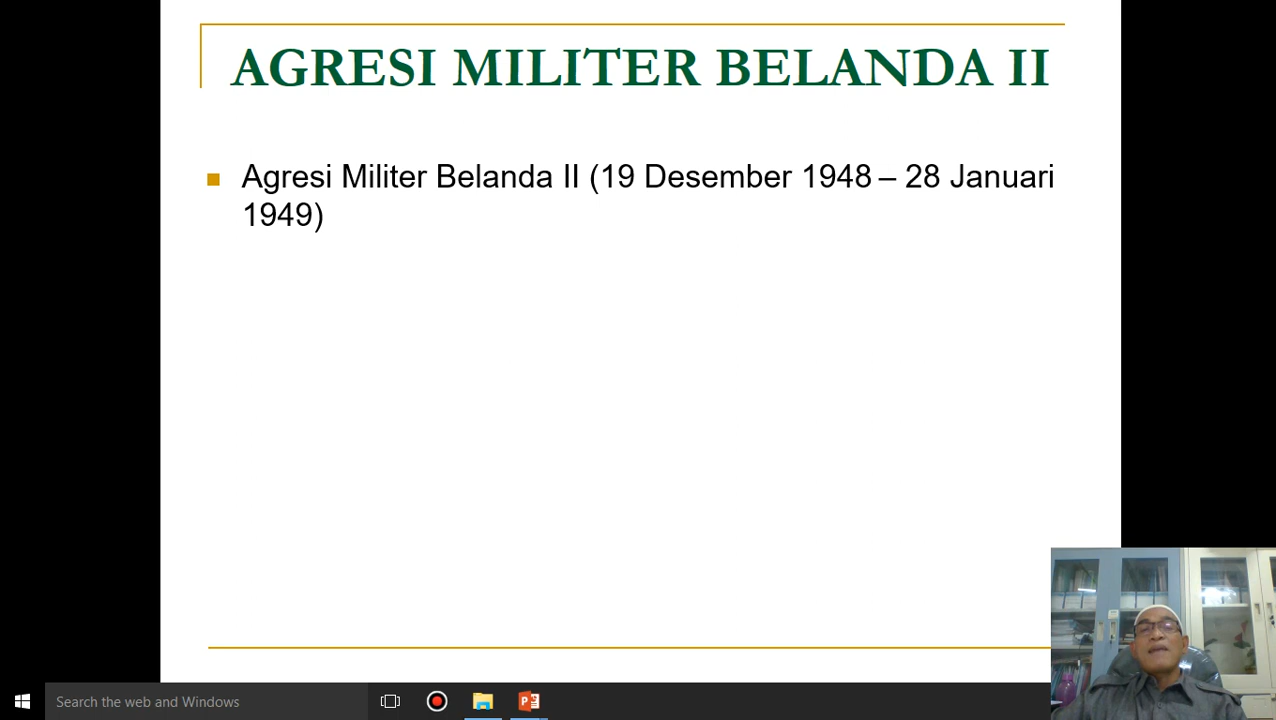 AGRESI MILITER BELANDA II
Agresi Militer Belanda II (19 Desember 1948 – 28 Januari
1949)
Search the web and Windows